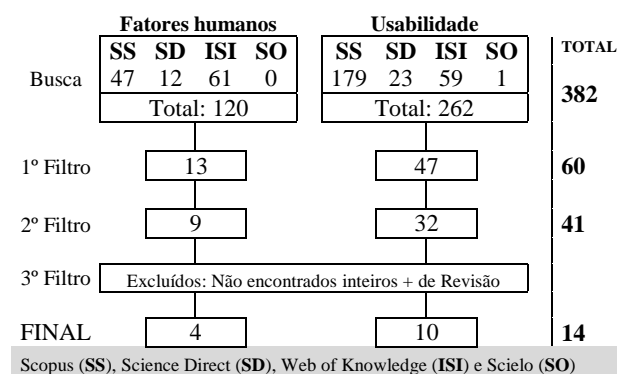 Fatores humanos Usabilidade
SS SD ISI SO SS SD ISI SO TOTAL
Busca 47 12 61 0 179 23 59 1
Total: 120 Total: 262 382
1º Filtro 13 47 60
2º Filtro 9 32 41
3º Filtro Excluídos: Não encontrados inteiros + de Revisão
FINAL 4 10 14
Scopus (SS), Science Direct (SD), Web of Knowledge (ISI) e Scielo (SO)